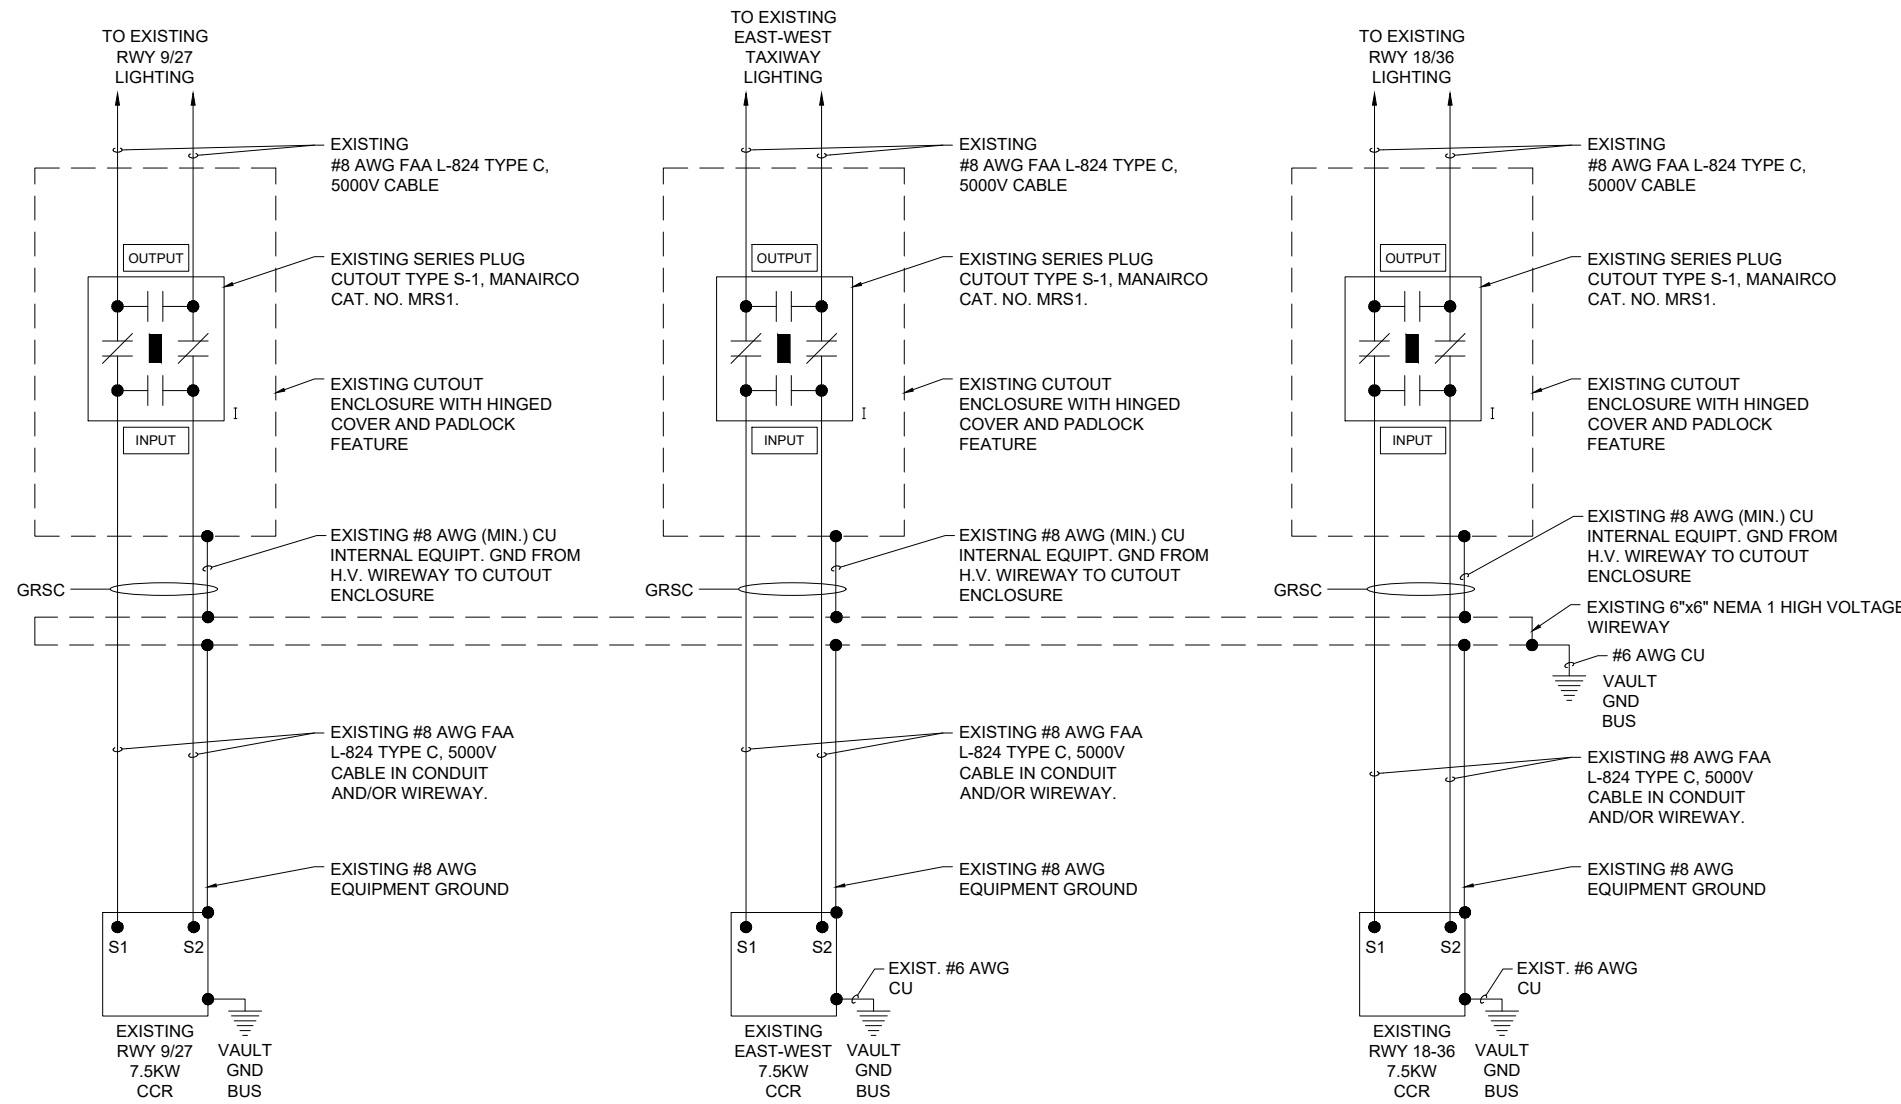 TO EXISTING
RWY 9/27
LIGHTING
TO EXISTING
EAST-WEST
TAXIWAY
LIGHTING
TO EXISTING
RWY 18/36
LIGHTING
EXISTING
#8 AWG FAA L-824 TYPE C,
5000V CABLE
EXISTING
#8 AWG FAA L-824 TYPE C,
5000V CABLE
EXISTING
#8 AWG FAA L-824 TYPE C,
5000V CABLE
OUTPUT
EXISTING SERIES PLUG
CUTOUT TYPE S-1, MANAIRCO
CAT. NO. MRS1.
OUTPUT
EXISTING SERIES PLUG
CUTOUT TYPE S-1, MANAIRCO
CAT. NO. MRS1.
OUTPUT
EXISTING SERIES PLUG
CUTOUT TYPE S-1, MANAIRCO
CAT. NO. MRS1.
I
INPUT
EXISTING CUTOUT
ENCLOSURE WITH HINGED
COVER AND PADLOCK
FEATURE
I
INPUT
EXISTING CUTOUT
ENCLOSURE WITH HINGED
COVER AND PADLOCK
FEATURE
I
INPUT
EXISTING CUTOUT
ENCLOSURE WITH HINGED
COVER AND PADLOCK
FEATURE
GRSC
EXISTING #8 AWG (MIN.) CU
INTERNAL EQUIPT. GND FROM
H.V. WIREWAY TO CUTOUT
ENCLOSURE
GRSC
EXISTING #8 AWG (MIN.) CU
INTERNAL EQUIPT. GND FROM
H.V. WIREWAY TO CUTOUT
ENCLOSURE
GRSC
EXISTING #8 AWG (MIN.) CU
INTERNAL EQUIPT. GND FROM
H.V. WIREWAY TO CUTOUT
ENCLOSURE
EXISTING 6"x6" NEMA 1 HIGH VOLTAGE
WIREWAY
#6 AWG CU
VAULT
GND
BUS
EXISTING #8 AWG FAA
L-824 TYPE C, 5000V
CABLE IN CONDUIT
AND/OR WIREWAY.
EXISTING #8 AWG FAA
L-824 TYPE C, 5000V
CABLE IN CONDUIT
AND/OR WIREWAY.
EXISTING #8 AWG FAA
L-824 TYPE C, 5000V
CABLE IN CONDUIT
AND/OR WIREWAY.
EXISTING #8 AWG
EQUIPMENT GROUND
EXISTING #8 AWG
EQUIPMENT GROUND
EXISTING #8 AWG
EQUIPMENT GROUND
S1 S2
S1 S2
S1 S2
EXIST. #6 AWG
CU
EXIST. #6 AWG
CU
EXISTING
RWY 9/27
7.5KW
CCR
VAULT
GND
BUS
EXISTING
EAST-WEST
7.5KW
CCR
VAULT
GND
BUS
EXISTING
RWY 18-36
7.5KW
CCR
VAULT
GND
BUS